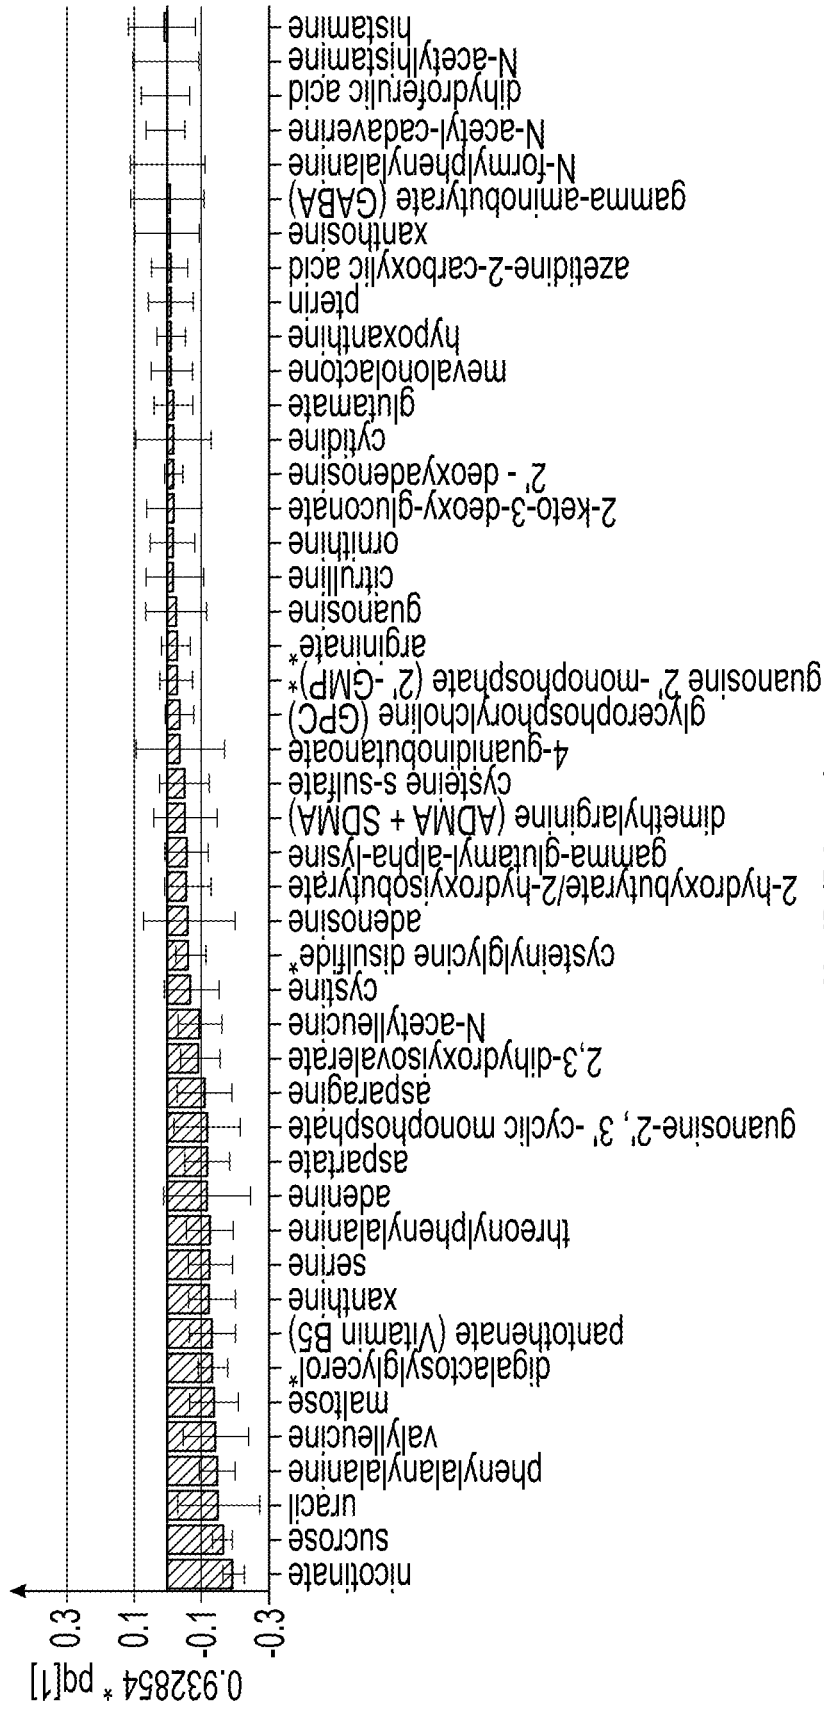 0.932854 * pq[1]
0.3
0.1
-0.1
-0.3
nicotinate
sucrose
uracil
phenylalanylalanine
valylleucine
maltose
digalactosylglycerol*
pantothenate (Vitamin B5)
xanthine
serine
threonylphenylalanine
adenine
aspartate
guanosine-2', 3' -cyclic monophosphate
asparagine
2,3-dihydroxyisovalerate
N-acetylleucine
cystine
cysteinylglycine disulfide*
adenosine
2-hydroxybutyrate/2-hydroxyisobutyrate
gamma-glutamyl-alpha-lysine
dimethylarginine (ADMA + SDMA)
cysteine s-sulfate
4-guanidinobutanoate
glycerophosphorylcholine (GPC)
guanosine 2' -monophosphate (2' -GMP)*
argininate*
guanosine
citrulline
ornithine
2-keto-3-deoxy-gluconate
2' - deoxyadenosine
cytidine
glutamate
mevalonolactone
hypoxanthine
pterin
azetidine-2-carboxylic acid
xanthosine
gamma-aminobutyrate (GABA)
N-formylphenylalanine
N-acetyl-cadaverine
dihydroferulic acid
N-acetylhistamine
histamine